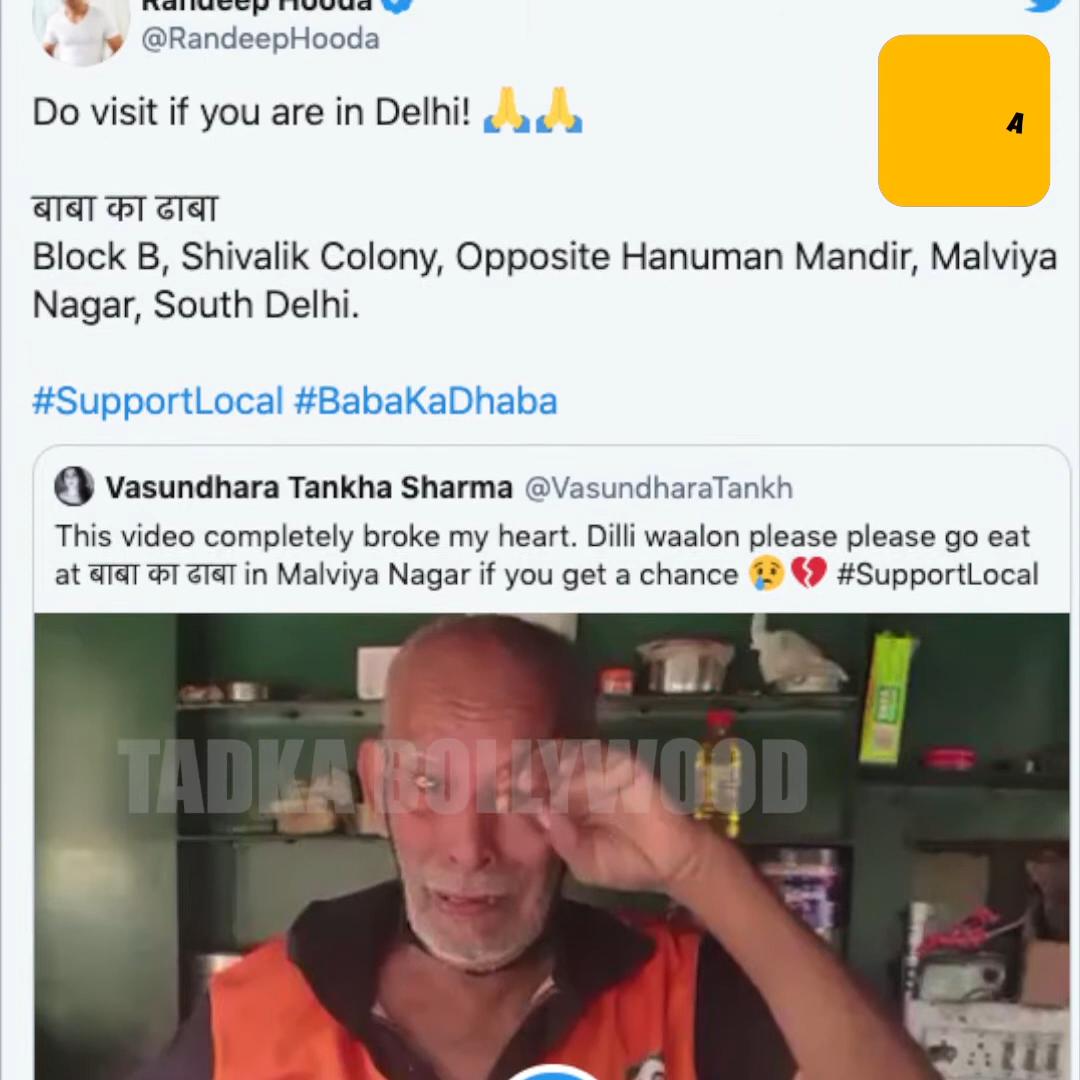 Randeep Hooda
@RandeepHooda
A
Do visit if you are in Delhi! 🙏🙏
बाबा का ढाबा
Block B, Shivalik Colony, Opposite Hanuman Mandir, Malviya
Nagar, South Delhi.
#SupportLocal #BabaKaDhaba
Vasundhara Tankha Sharma @VasundharaTankh
This video completely broke my heart. Dilli waalon please please go eat
at बाबा का ढाबा in Malviya Nagar if you get a chance 😢💔 #SupportLocal
TADKA BOLLYWOOD